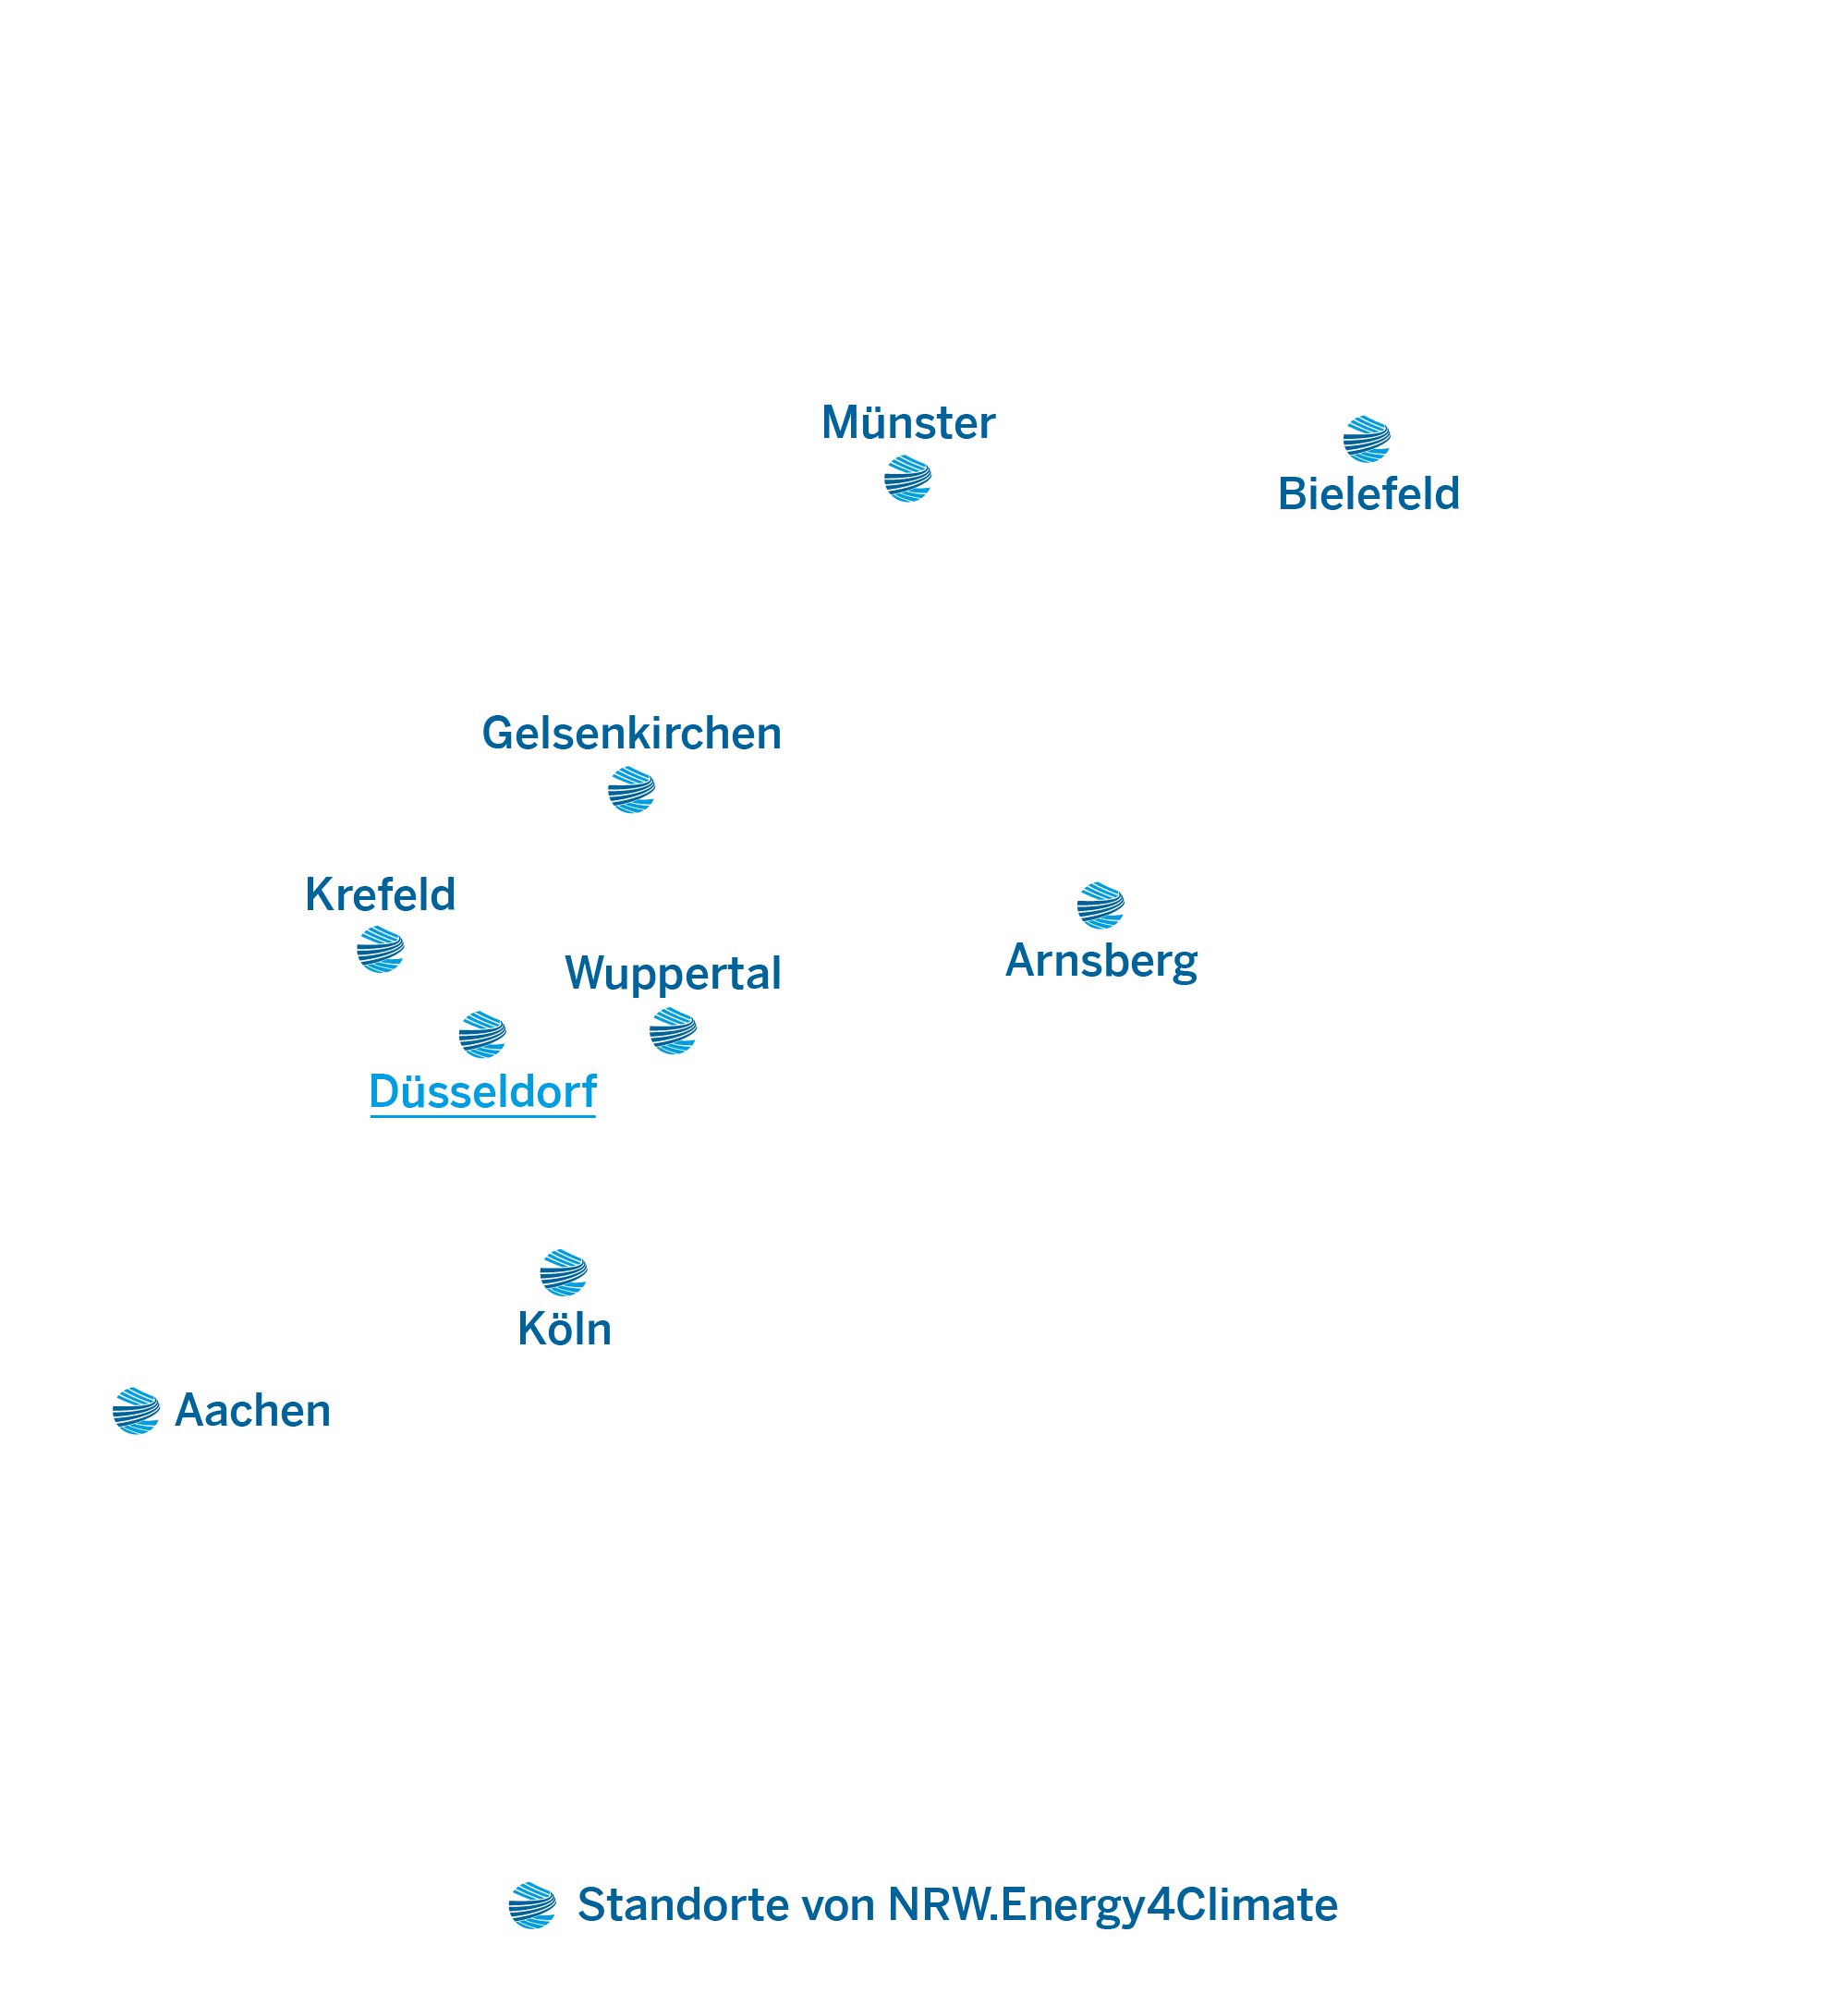 Münster
Bielefeld
Gelsenkirchen
Krefeld
Arnsberg
Wuppertal
Düsseldorf
Köln
Aachen
Standorte von NRW.Energy4Climate